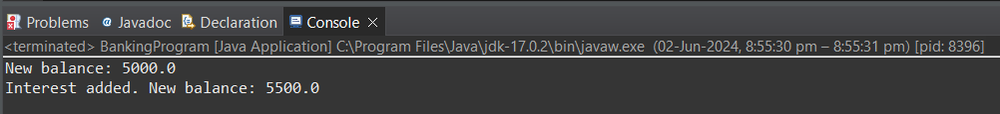 Problems @ Javadoc Declaration Console
<terminated> BankingProgram [Java Application] C:\Program Files\Java\jdk-17.0.2\bin\javaw.exe (02-Jun-2024, 8:55:30 pm – 8:55:31 pm) [pid: 8396]
New balance: 5000.0
Interest added. New balance: 5500.0